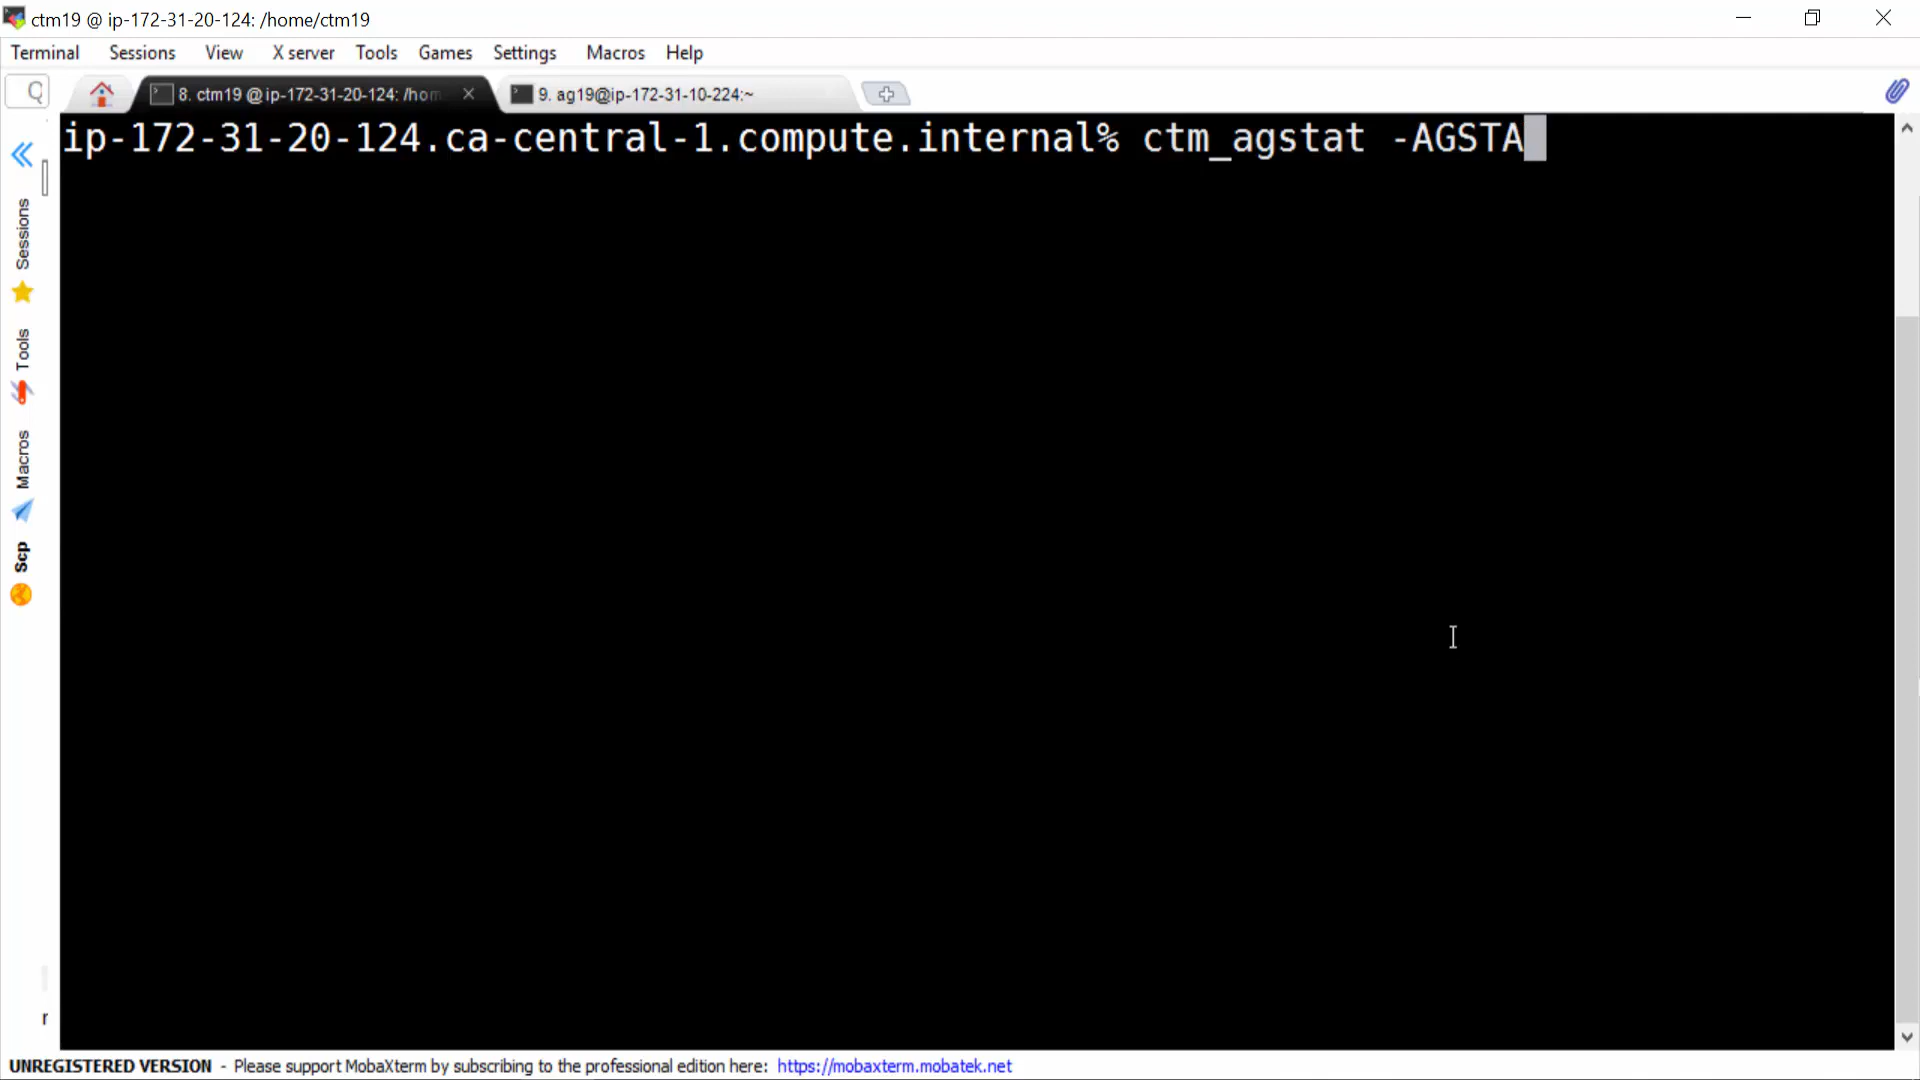 ctm19 @ ip-172-31-20-124: /home/ctm19
Terminal Sessions View X server Tools Games Settings Macros Help
8. ctm19 @ip-172-31-20-124: /hom
9. ag19@ip-172-31-10-224:~
ip-172-31-20-124.ca-central-1.compute.internal% ctm_agstat -AGSTA
Sessions
Tools
Macros
Scp
r
UNREGISTERED VERSION - Please support MobaXterm by subscribing to the professional edition here: https://mobaxterm.mobatek.net